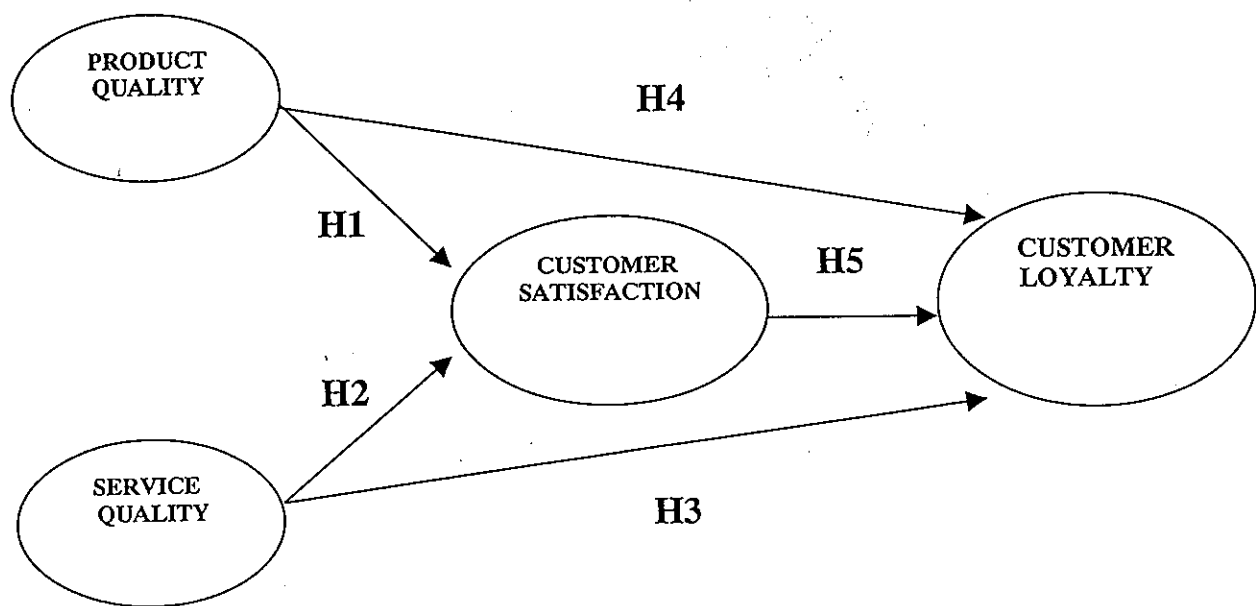 PRODUCT
QUALITY
H4
H1
CUSTOMER
SATISFACTION
H5
CUSTOMER
LOYALTY
H2
SERVICE
QUALITY
H3